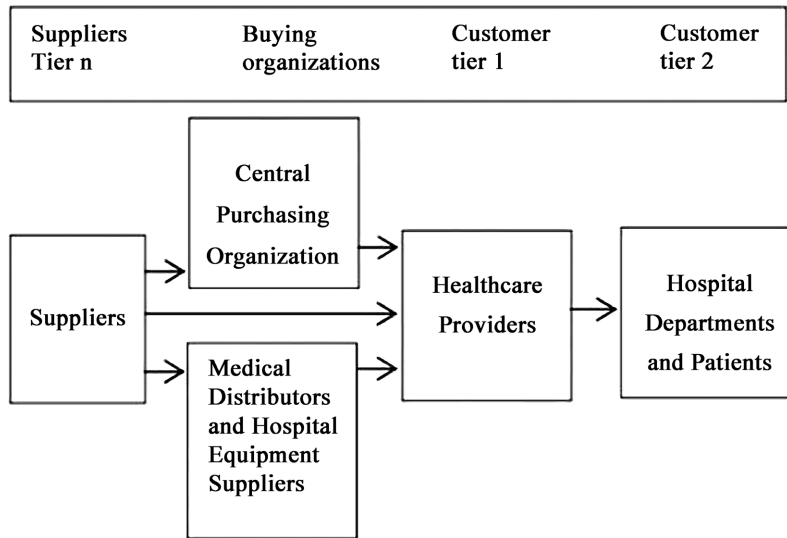 Suppliers
Tier n
Buying
organizations
Customer
tier 1
Customer
tier 2
Central
Purchasing
Organization
Suppliers
Medical
Distributors
and Hospital
Equipment
Suppliers
Healthcare
Providers
Hospital
Departments
and Patients